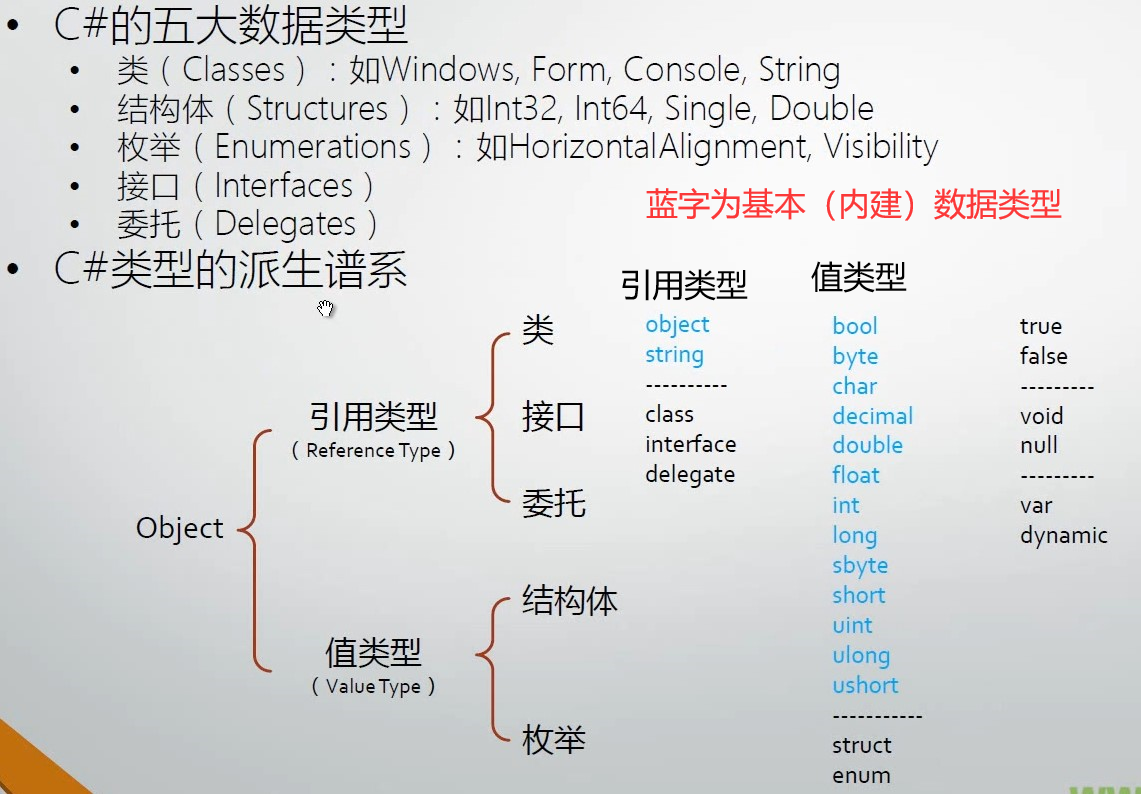 • C#的五大数据类型
• 类（Classes）：如Windows, Form, Console, String
• 结构体（Structures）：如Int32, Int64, Single, Double
• 枚举（Enumerations）：如HorizontalAlignment, Visibility
• 接口（Interfaces）
• 委托（Delegates）
蓝字为基本（内建）数据类型
• C#类型的派生谱系
Object
引用类型
（Reference Type）
类
接口
委托
值类型
（Value Type）
结构体
枚举
引用类型
object
string
----------
class
interface
delegate
值类型
bool
byte
char
decimal
double
float
int
long
sbyte
short
uint
ulong
ushort
-----------
struct
enum
true
false
---------
void
null
---------
var
dynamic